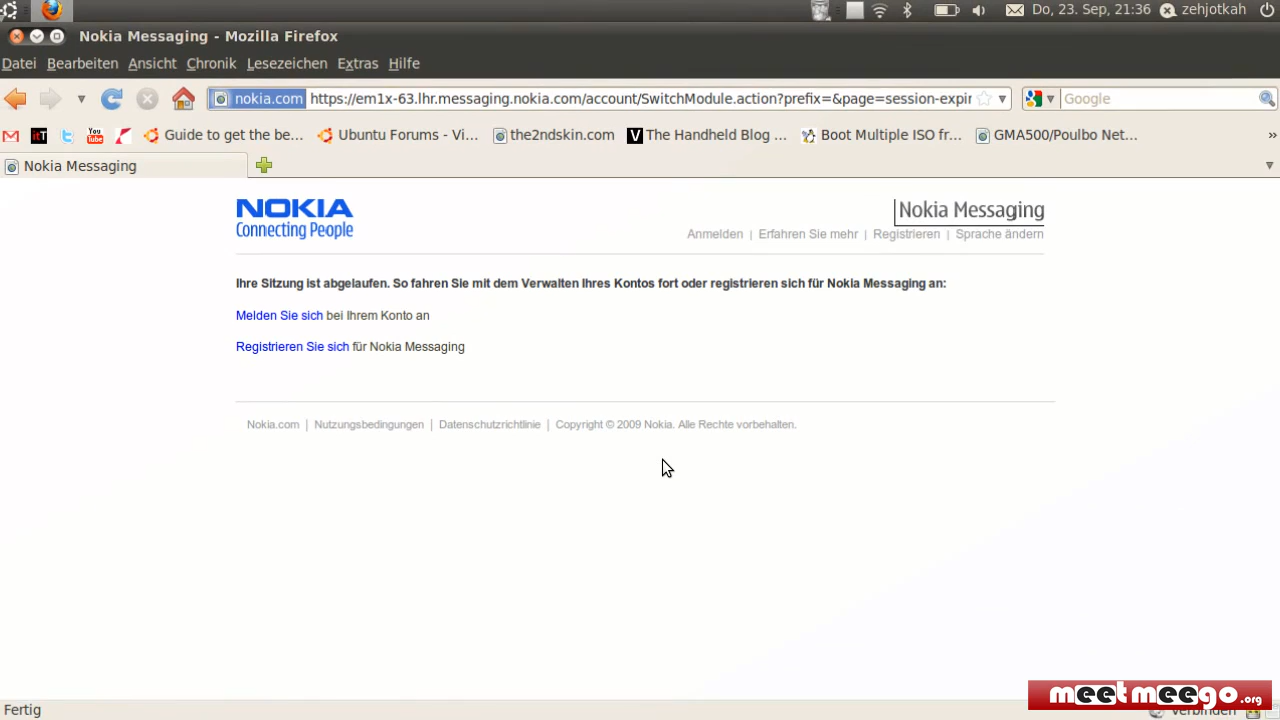 Do, 23. Sep, 21:36 zehjotkah
Nokia Messaging - Mozilla Firefox
Datei Bearbeiten Ansicht Chronik Lesezeichen Extras Hilfe
nokia.com https://em1x-63.lhr.messaging.nokia.com/account/SwitchModule.action?prefix=&page=session-expir Google
itT You Tube Guide to get the be... Ubuntu Forums - Vi... the2ndskin.com V The Handheld Blog ... Boot Multiple ISO fr... GMA500/Poulbo Net... »
Nokia Messaging
NOKIA
Connecting People
Nokia Messaging
Anmelden | Erfahren Sie mehr | Registrieren | Sprache ändern
Ihre Sitzung ist abgelaufen. So fahren Sie mit dem Verwalten Ihres Kontos fort oder registrieren sich für Nokia Messaging an:
Melden Sie sich bei Ihrem Konto an
Registrieren Sie sich für Nokia Messaging
Nokia.com | Nutzungsbedingungen | Datenschutzrichtlinie | Copyright © 2009 Nokia. Alle Rechte vorbehalten.
meetmeego.org
Fertig